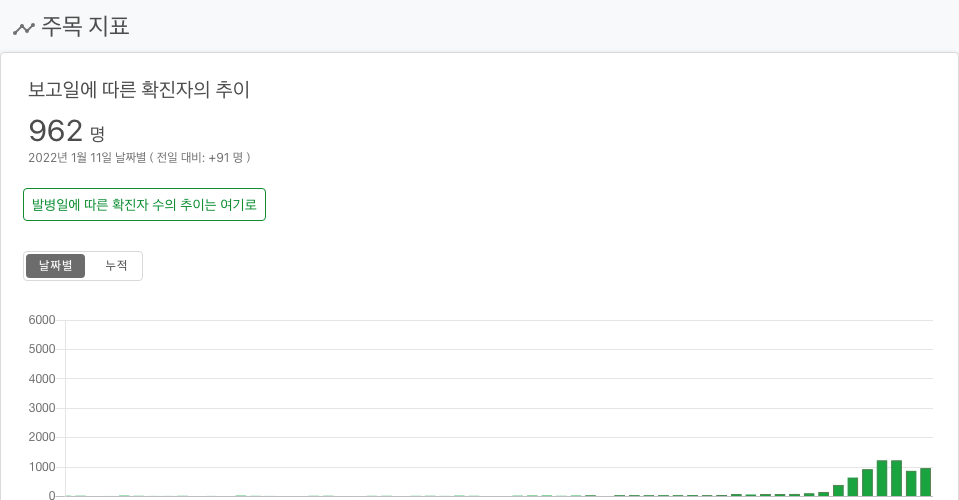 주목 지표
보고일에 따른 확진자의 추이
962 명
2022년 1월 11일 날짜별 ( 전일 대비: +91 명 )
발병일에 따른 확진자 수의 추이는 여기로
날짜별 누적
6000
5000
4000
3000
2000
1000
0